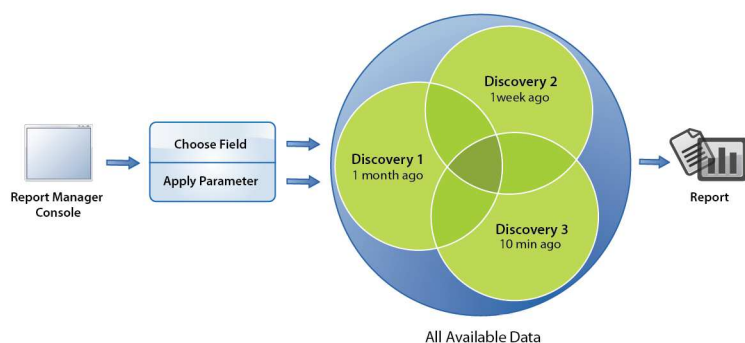 Report Manager
Console
Choose Field
Apply Parameter
Discovery 1
1 month ago
Discovery 2
1week ago
Discovery 3
10 min ago
All Available Data
Report